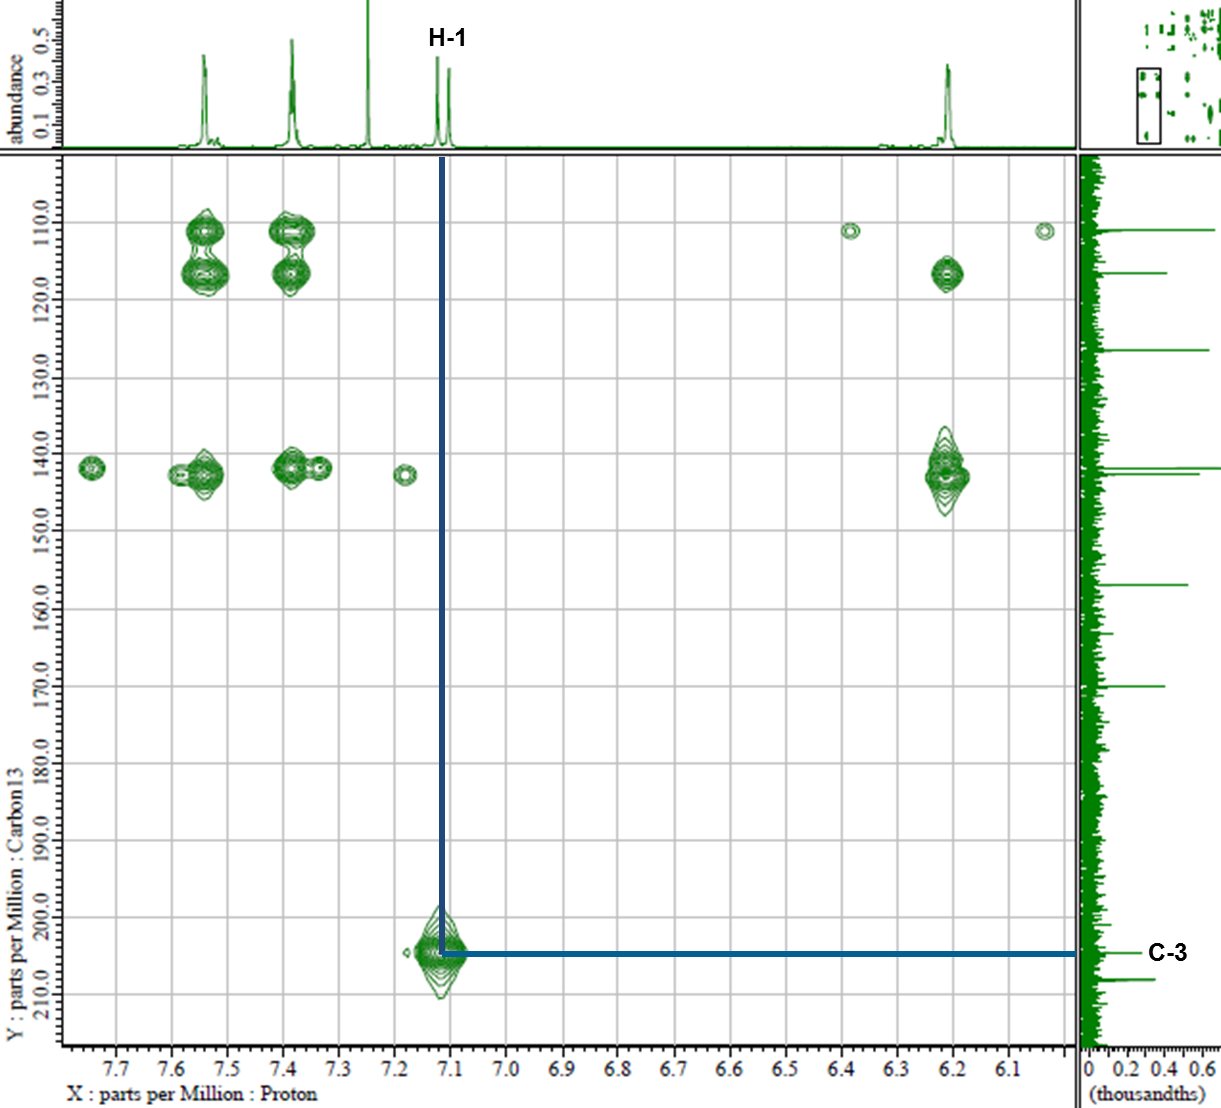 abundance
0.1 0.3 0.5
H-1
110.0
120.0
130.0
140.0
150.0
160.0
170.0
180.0
190.0
200.0
210.0
Y : parts per Million : Carbon13
C-3
7.7 7.6 7.5 7.4 7.3 7.2 7.1 7.0 6.9 6.8 6.7 6.6 6.5 6.4 6.3 6.2 6.1
X : parts per Million : Proton
0 0.2 0.4 0.6
(thousandths)